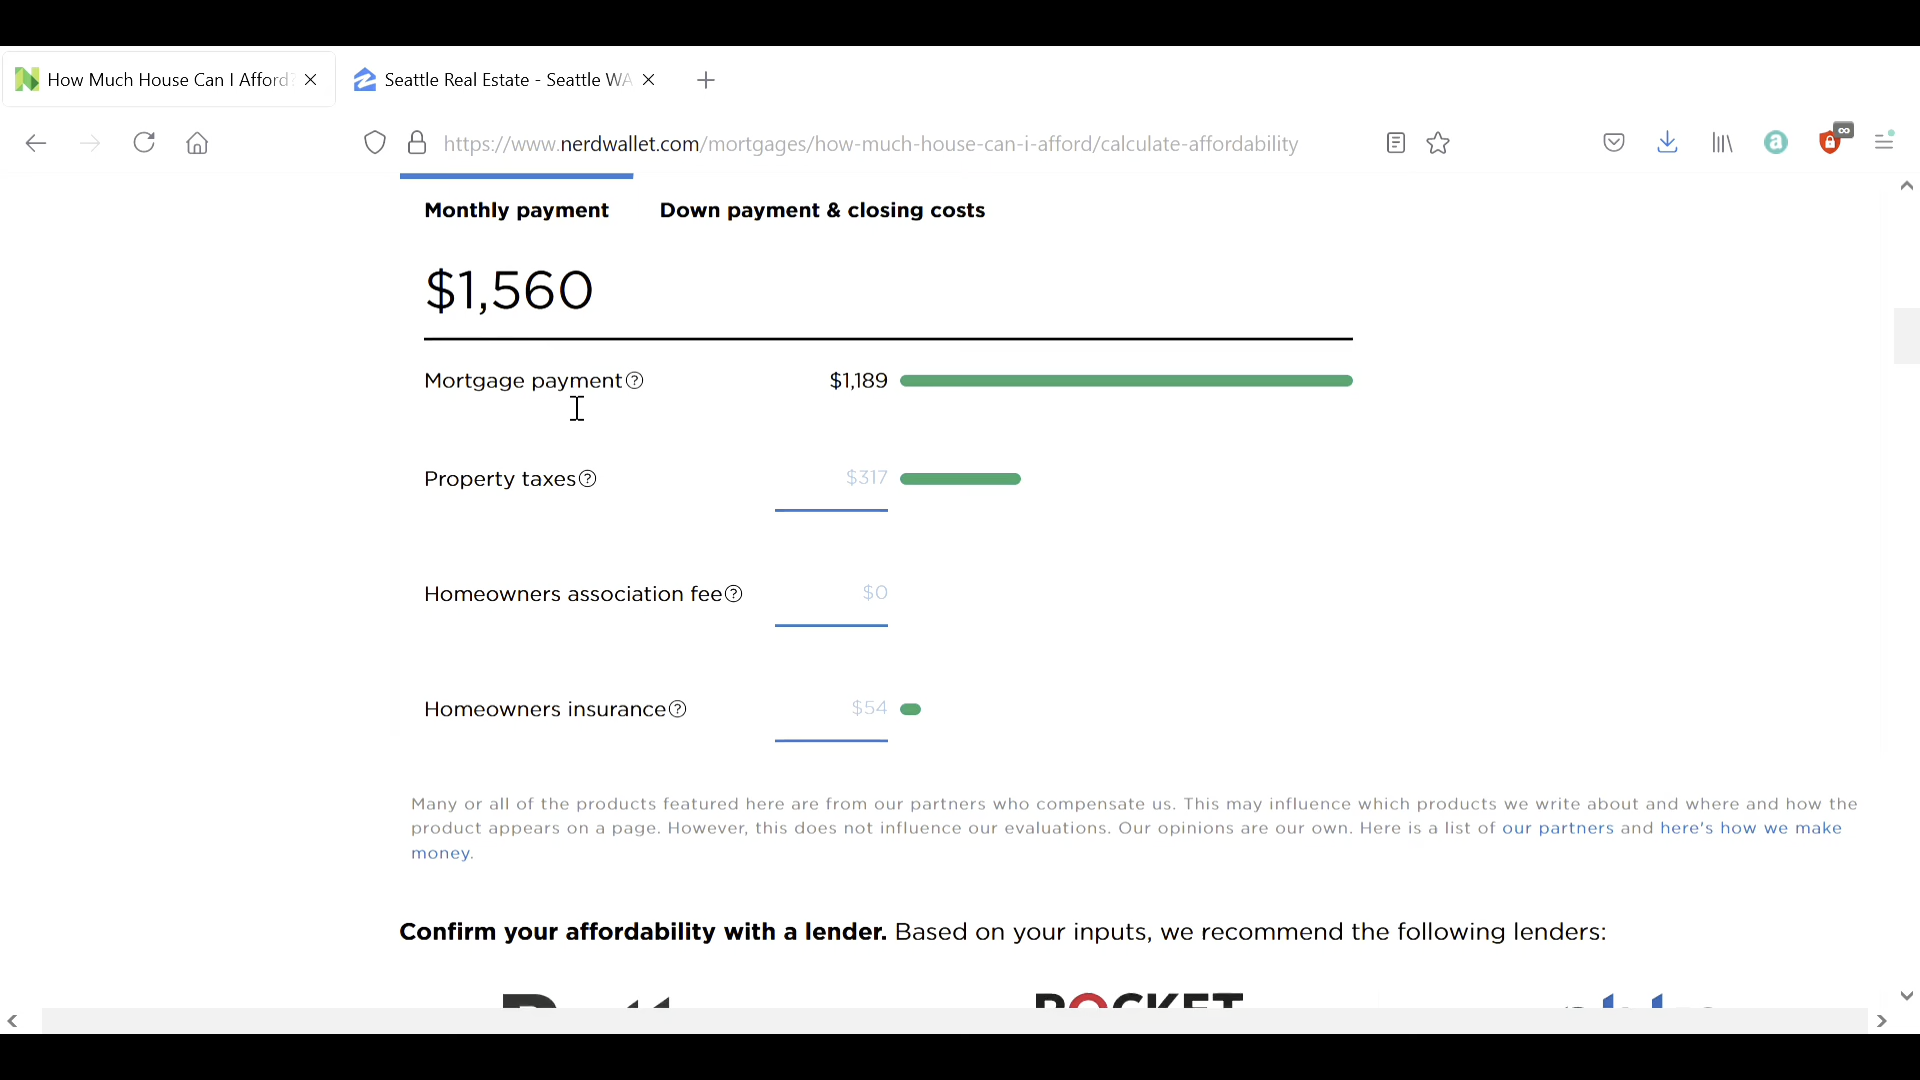 How Much House Can I Afford?
Seattle Real Estate - Seattle WA
https://www.nerdwallet.com/mortgages/how-much-house-can-i-afford/calculate-affordability
Monthly payment Down payment & closing costs
$1,560
Mortgage payment $1,189
Property taxes $317
Homeowners association fee $0
Homeowners insurance $54
Many or all of the products featured here are from our partners who compensate us. This may influence which products we write about and where and how the
product appears on a page. However, this does not influence our evaluations. Our opinions are our own. Here is a list of our partners and here's how we make
money.
Confirm your affordability with a lender. Based on your inputs, we recommend the following lenders:
ROCKET